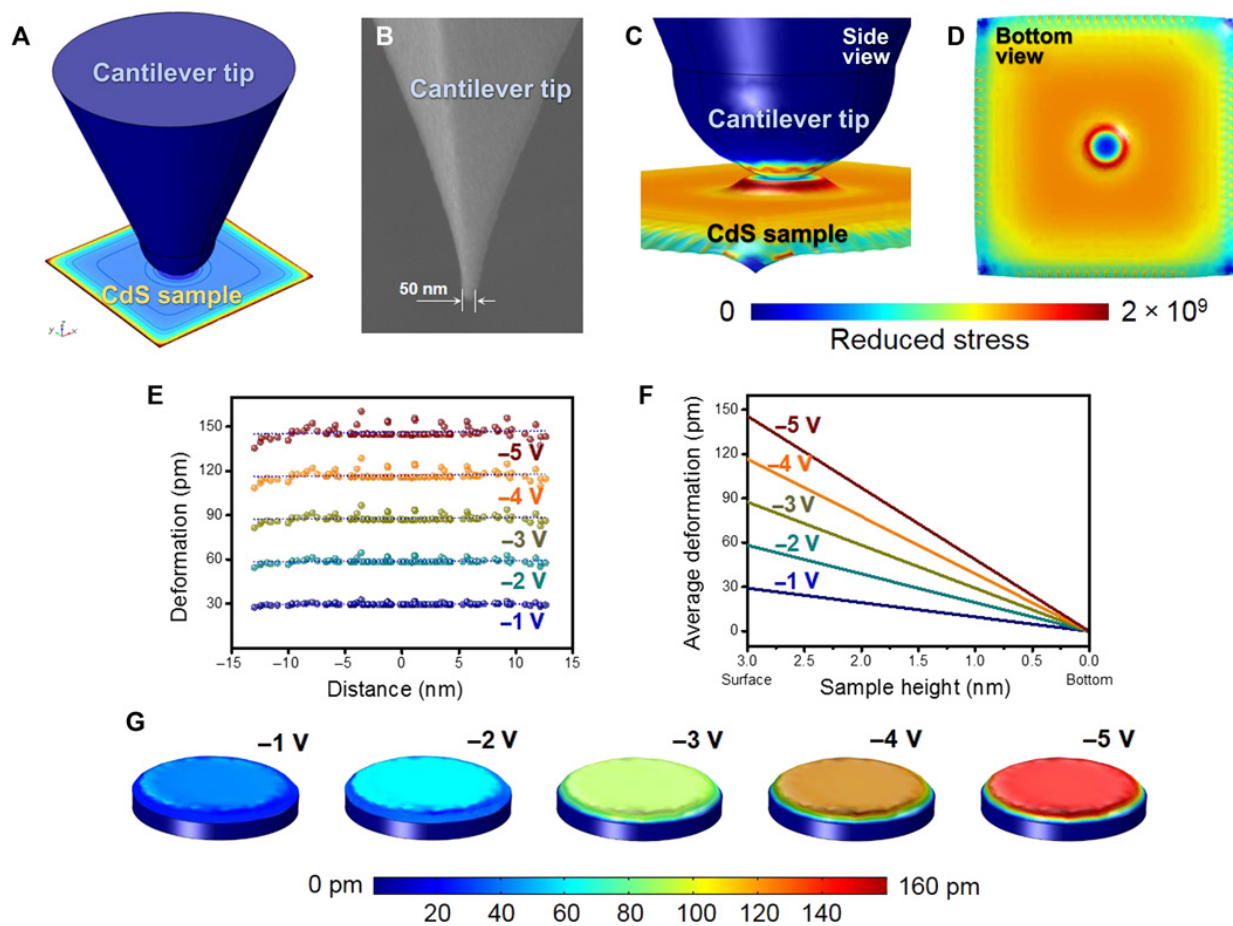 A
Cantilever tip
CdS sample
y z x
B
Cantilever tip
50 nm
C
Side
view
Cantilever tip
CdS sample
D
Bottom
view
0
2 × 10⁹
Reduced stress
E
Deformation (pm)
150
120
90
60
30
–5 V
–4 V
–3 V
–2 V
–1 V
–15 –10 –5 0 5 10 15
Distance (nm)
F
Average deformation (pm)
150
120
90
60
30
0
–5 V
–4 V
–3 V
–2 V
–1 V
3.0 2.5 2.0 1.5 1.0 0.5 0.0
Surface
Sample height (nm)
Bottom
G
–1 V
–2 V
–3 V
–4 V
–5 V
0 pm
160 pm
20 40 60 80 100 120 140